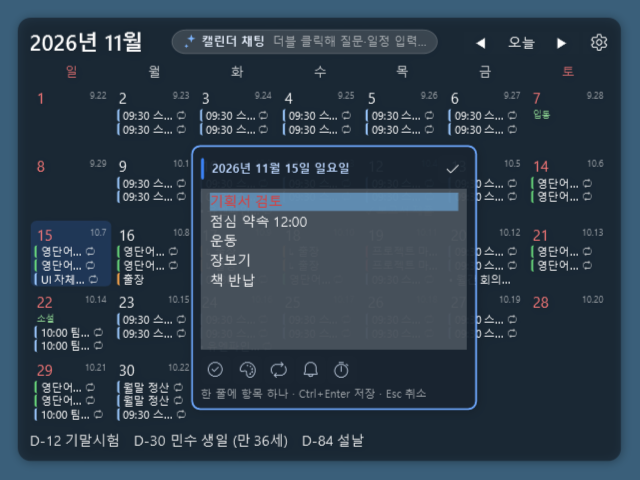 2026년 11월 캘린더 채팅 더블 클릭해 질문·일정 입력... ◀ 오늘 ▶
일 월 화 수 목 금 토
1 9.22 2 9.23 3 9.24 4 9.25 5 9.26 6 9.27 7 9.28
09:30 스... 09:30 스... 09:30 스... 09:30 스... 09:30 스... 입동
09:30 스... 09:30 스... 09:30 스... 09:30 스... 09:30 스...
8 9.29 9 10.1 10.5 14 10.6
09:30 스... 영단어...
09:30 스... 영단어...
2026년 11월 15일 일요일
기획서 검토
점심 약속 12:00
운동
장보기
책 반납
한 줄에 항목 하나 · Ctrl+Enter 저장 · Esc 취소
15 10.7 16 10.8 10.12 21 10.13
영단어... 영단어... 영단어...
영단어... 영단어... 영단어...
UI 자체... 출장 회의...
22 10.14 23 10.15 10.19 28 10.20
소설 09:30 스...
10:00 팀... 09:30 스...
10:00 팀...
29 10.21 30 10.22
영단어... 월말 정산
영단어... 월말 정산
10:00 팀... 09:30 스...
D-12 기말시험 D-30 민수 생일 (만 36세) D-84 설날